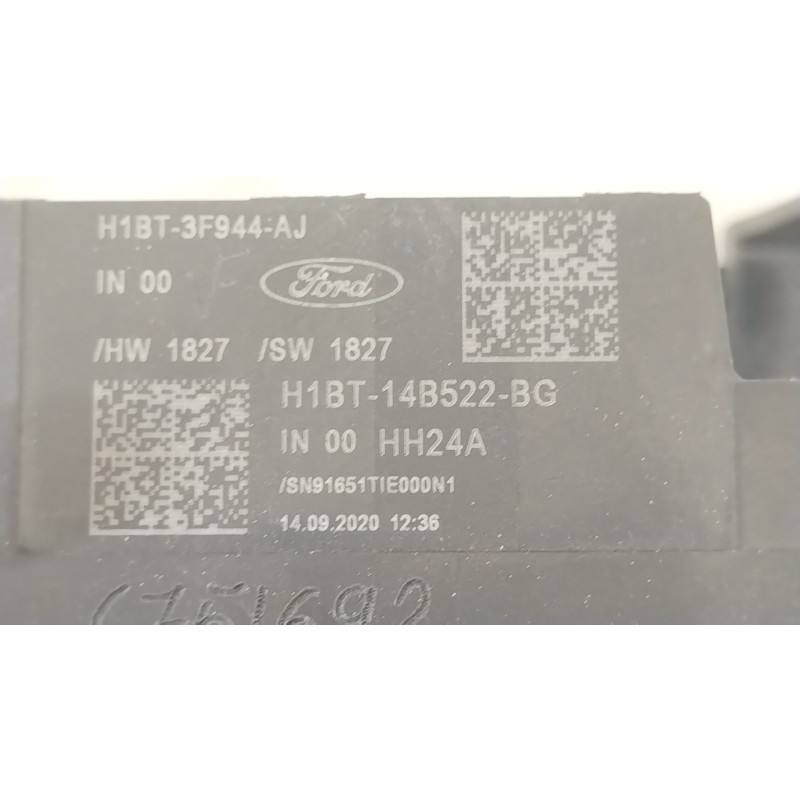 H1BT-3F944-AJ
IN 00
Ford
/HW 1827 /SW 1827
H1BT-14B522-BG
IN 00 HH24A
/SN91651TIE000N1
14.09.2020 12:36